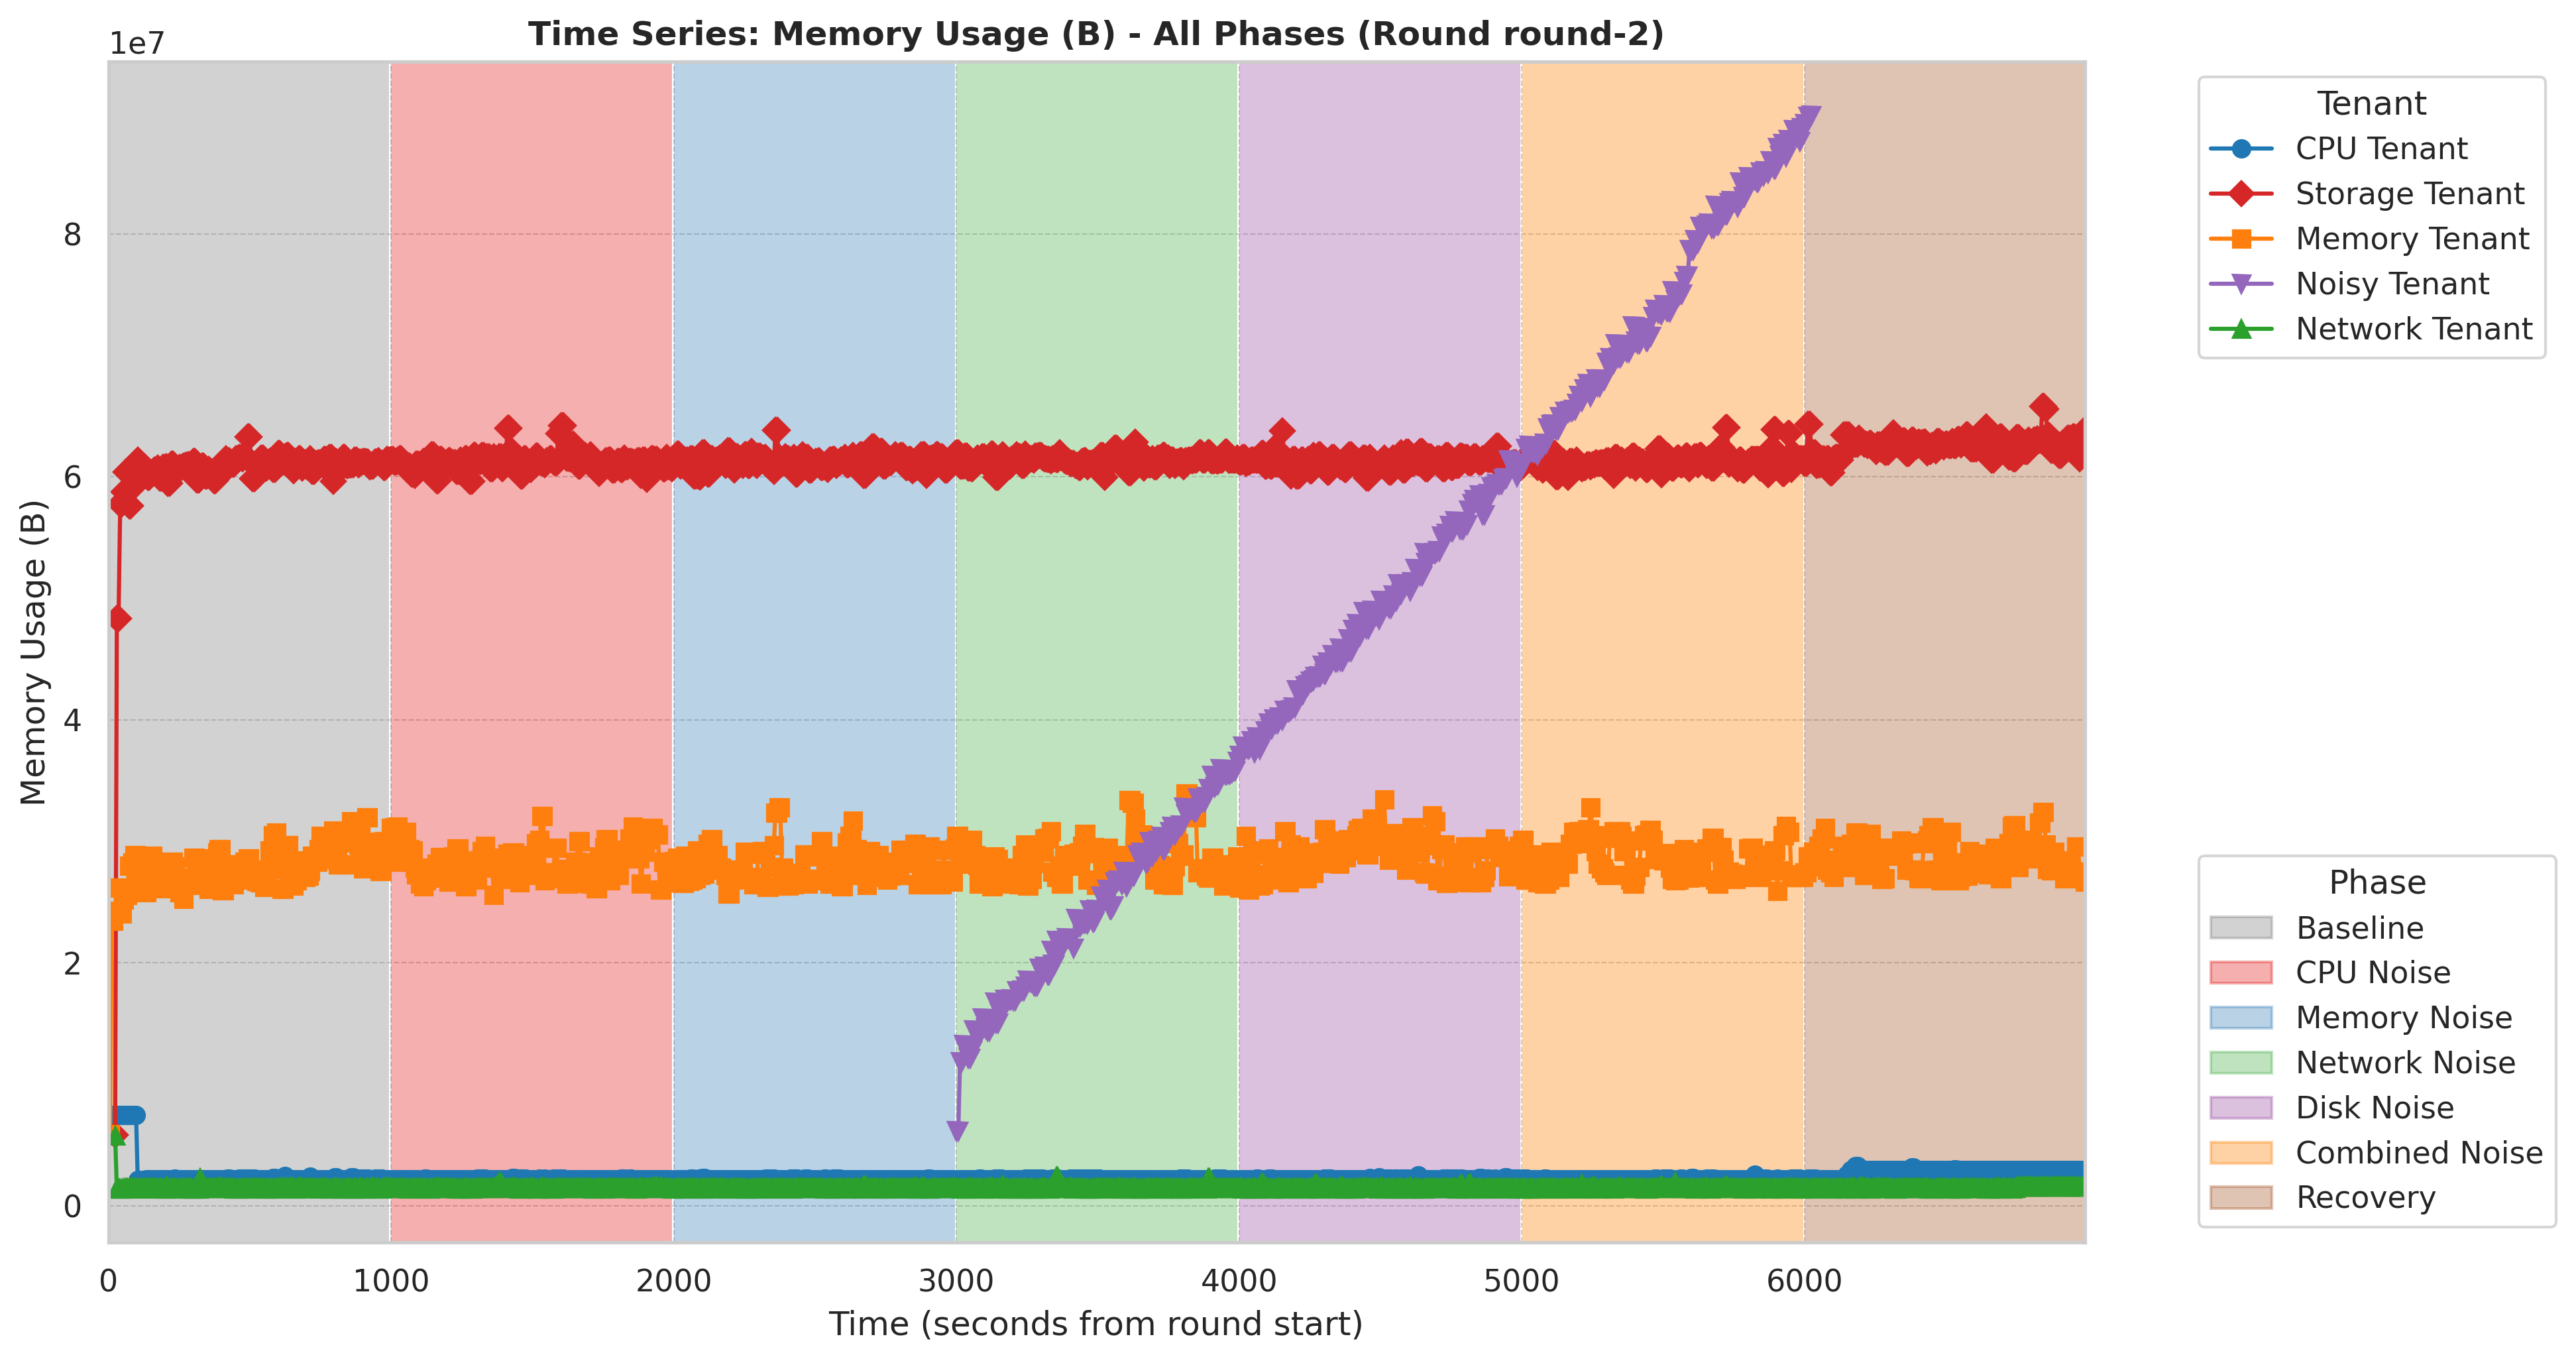 Time Series: Memory Usage (B) - All Phases (Round round-2)
1e7
8
6
4
2
0
Memory Usage (B)
0 1000 2000 3000 4000 5000 6000
Time (seconds from round start)
Tenant
CPU Tenant
Storage Tenant
Memory Tenant
Noisy Tenant
Network Tenant
Phase
Baseline
CPU Noise
Memory Noise
Network Noise
Disk Noise
Combined Noise
Recovery